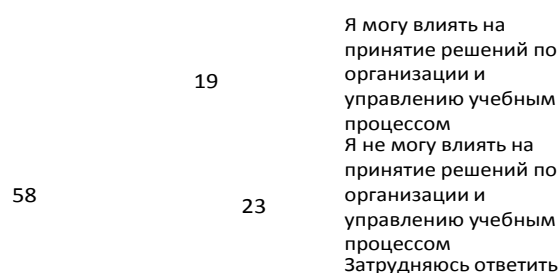 19
58
23
Я могу влиять на
принятие решений по
организации и
управлению учебным
процессом
Я не могу влиять на
принятие решений по
организации и
управлению учебным
процессом
Затрудняюсь ответить